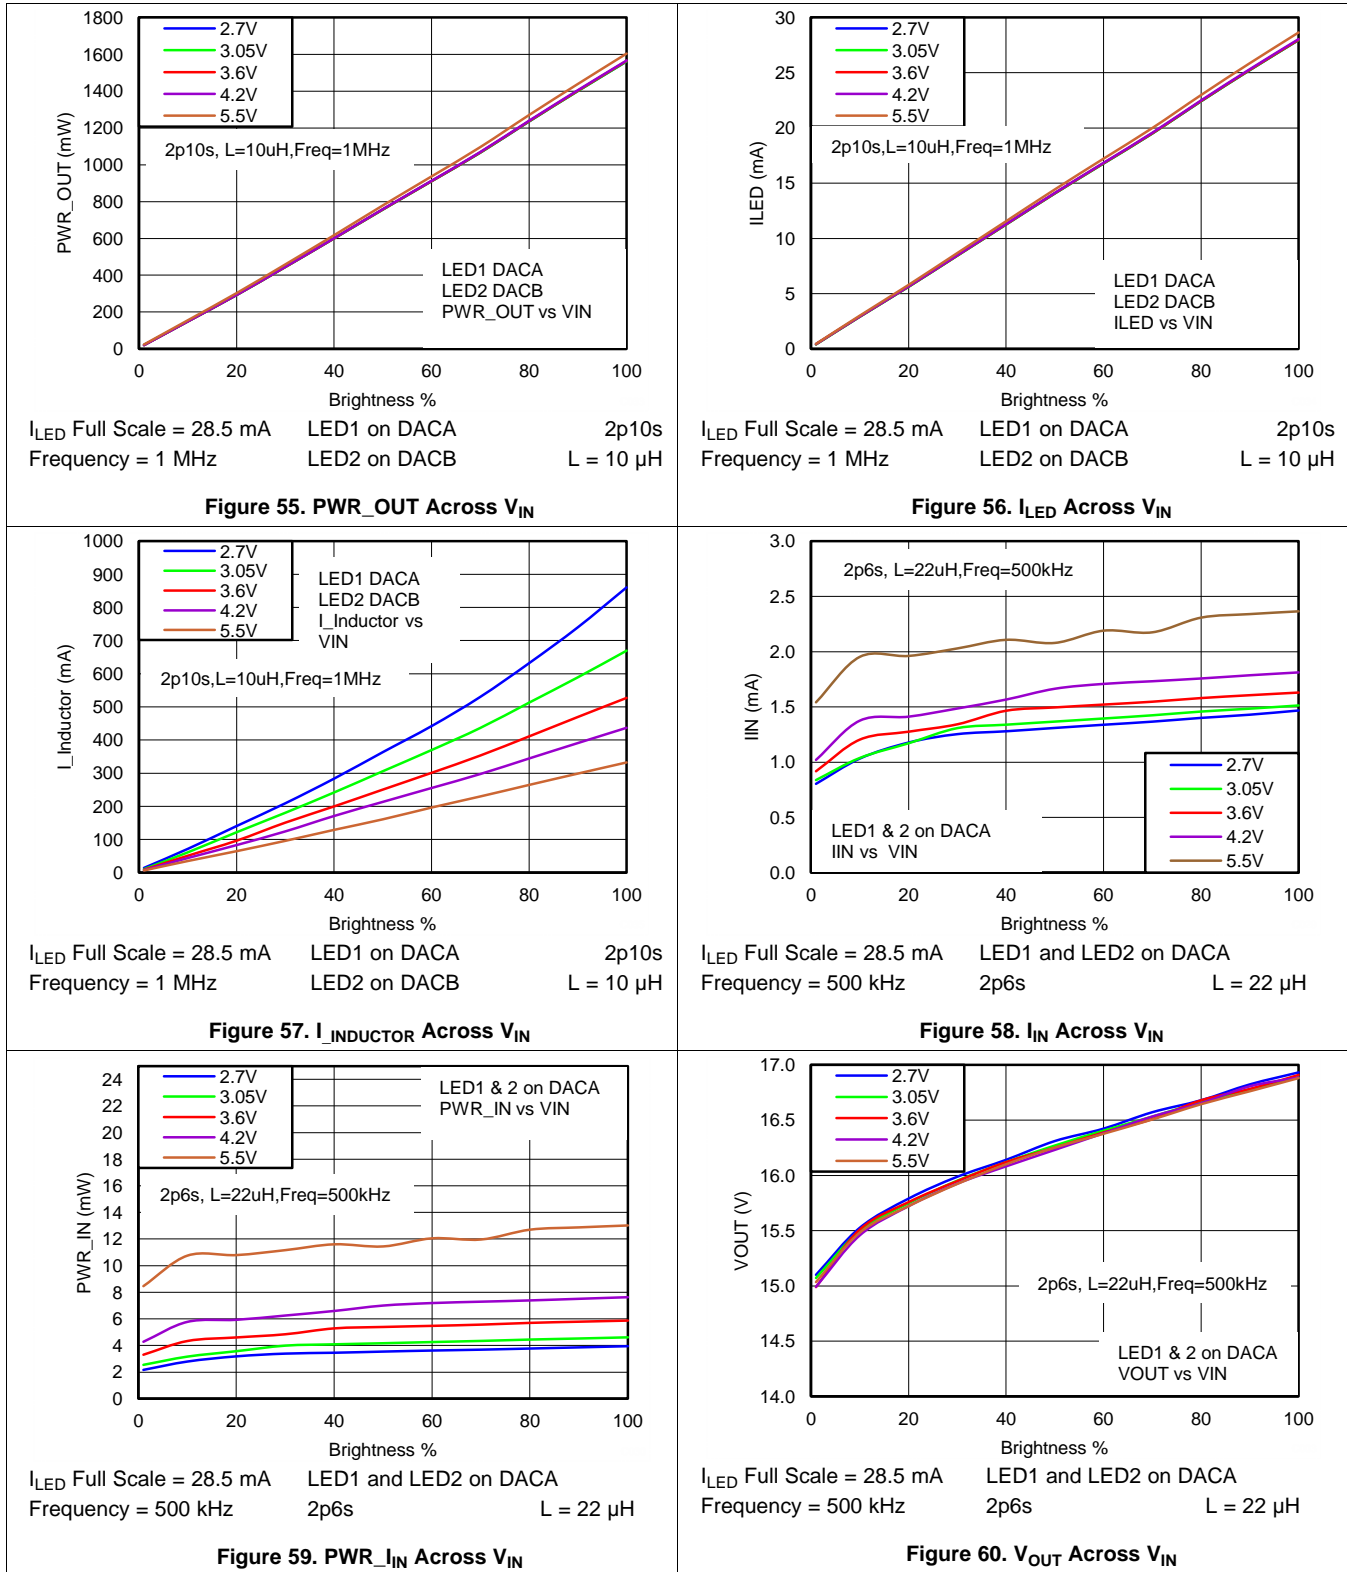 1800
1600
1400
1200
1000
800
600
400
200
0
PWR_OUT (mW)
2.7V
3.05V
3.6V
4.2V
5.5V
2p10s, L=10uH,Freq=1MHz
LED1 DACA
LED2 DACB
PWR_OUT vs VIN
0 20 40 60 80 100
Brightness %
ILED Full Scale = 28.5 mA LED1 on DACA 2p10s
Frequency = 1 MHz LED2 on DACB L = 10 µH
Figure 55. PWR_OUT Across VIN
30
25
20
15
10
5
0
ILED (mA)
2.7V
3.05V
3.6V
4.2V
5.5V
2p10s,L=10uH,Freq=1MHz
LED1 DACA
LED2 DACB
ILED vs VIN
0 20 40 60 80 100
Brightness %
ILED Full Scale = 28.5 mA LED1 on DACA 2p10s
Frequency = 1 MHz LED2 on DACB L = 10 µH
Figure 56. ILED Across VIN
1000
900
800
700
600
500
400
300
200
100
0
I_Inductor (mA)
2.7V
3.05V
3.6V
4.2V
5.5V
LED1 DACA
LED2 DACB
I_Inductor vs
VIN
2p10s,L=10uH,Freq=1MHz
0 20 40 60 80 100
Brightness %
ILED Full Scale = 28.5 mA LED1 on DACA 2p10s
Frequency = 1 MHz LED2 on DACB L = 10 µH
Figure 57. I_INDUCTOR Across VIN
3.0
2.5
2.0
1.5
1.0
0.5
0.0
IIN (mA)
2p6s, L=22uH,Freq=500kHz
2.7V
3.05V
3.6V
4.2V
5.5V
LED1 & 2 on DACA
IIN vs VIN
0 20 40 60 80 100
Brightness %
ILED Full Scale = 28.5 mA LED1 and LED2 on DACA
Frequency = 500 kHz 2p6s L = 22 µH
Figure 58. IIN Across VIN
24
22
20
18
16
14
12
10
8
6
4
2
0
PWR_IN (mW)
2.7V
3.05V
3.6V
4.2V
5.5V
LED1 & 2 on DACA
PWR_IN vs VIN
2p6s, L=22uH,Freq=500kHz
0 20 40 60 80 100
Brightness %
ILED Full Scale = 28.5 mA LED1 and LED2 on DACA
Frequency = 500 kHz 2p6s L = 22 µH
Figure 59. PWR_IIN Across VIN
17.0
16.5
16.0
15.5
15.0
14.5
14.0
VOUT (V)
2.7V
3.05V
3.6V
4.2V
5.5V
2p6s, L=22uH,Freq=500kHz
LED1 & 2 on DACA
VOUT vs VIN
0 20 40 60 80 100
Brightness %
ILED Full Scale = 28.5 mA LED1 and LED2 on DACA
Frequency = 500 kHz 2p6s L = 22 µH
Figure 60. VOUT Across VIN